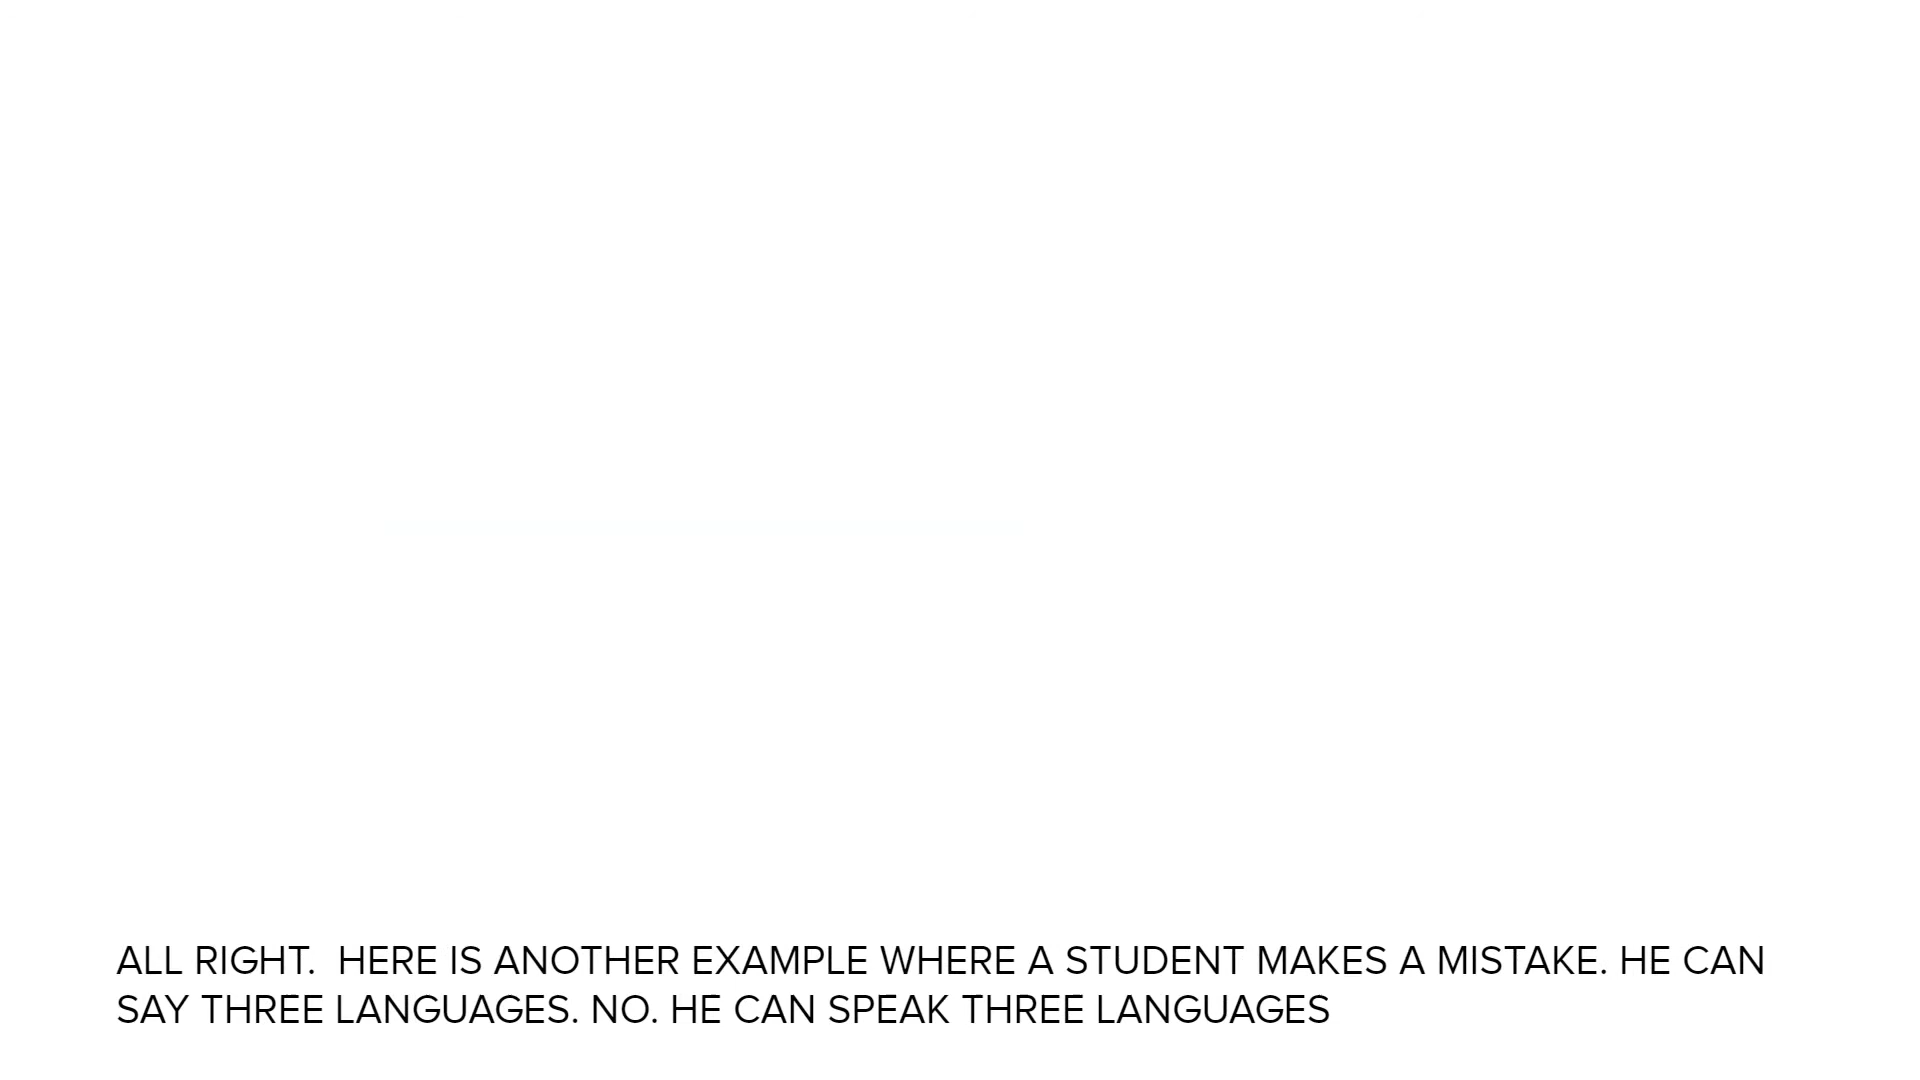 ALL RIGHT.  HERE IS ANOTHER EXAMPLE WHERE A STUDENT MAKES A MISTAKE. HE CAN
SAY THREE LANGUAGES. NO. HE CAN SPEAK THREE LANGUAGES